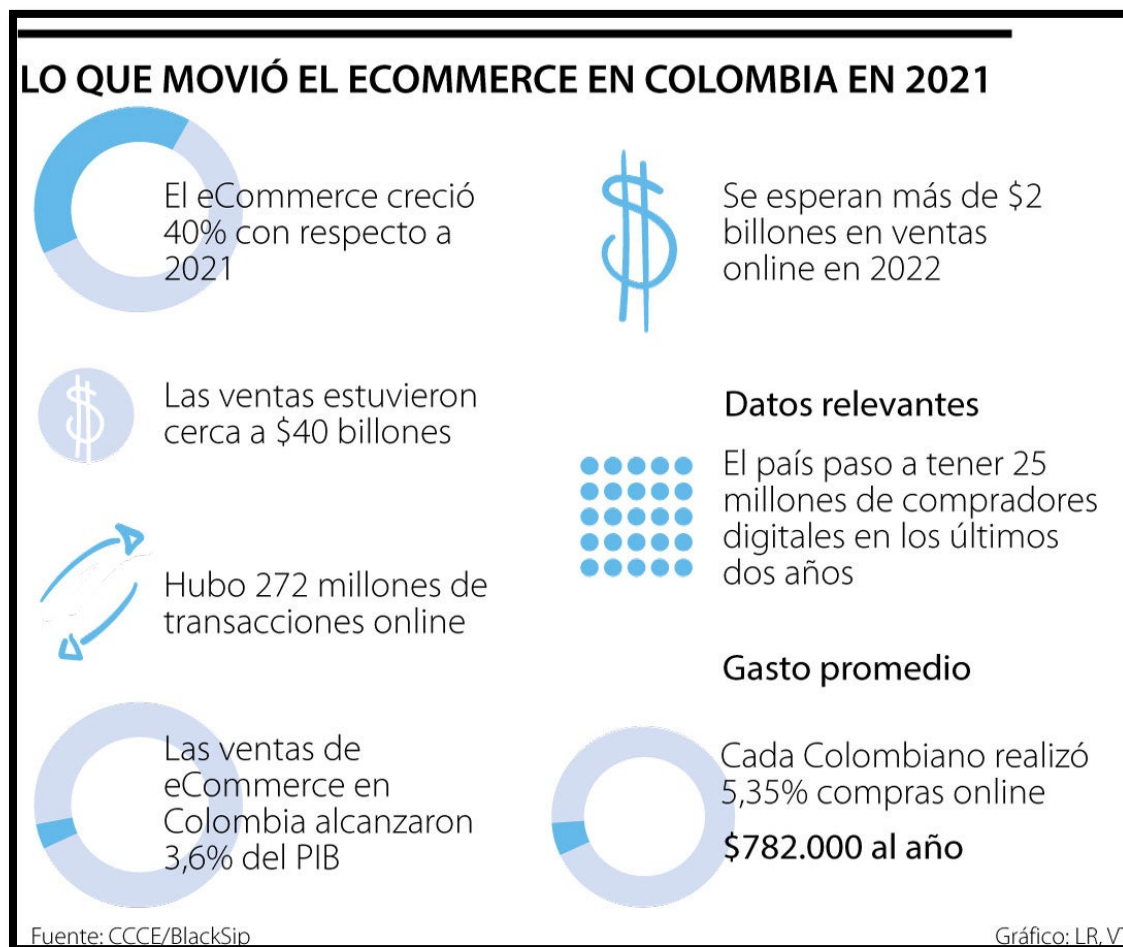 LO QUE MOVIÓ EL ECOMMERCE EN COLOMBIA EN 2021
El eCommerce creció
40% con respecto a
2021
Las ventas estuvieron
cerca a $40 billones
Hubo 272 millones de
transacciones online
Las ventas de
eCommerce en
Colombia alcanzaron
3,6% del PIB
Se esperan más de $2
billones en ventas
online en 2022
Datos relevantes
El país paso a tener 25
millones de compradores
digitales en los últimos
dos años
Gasto promedio
Cada Colombiano realizó
5,35% compras online
$782.000 al año
Fuente: CCCE/BlackSip
Gráfico: LR, VT